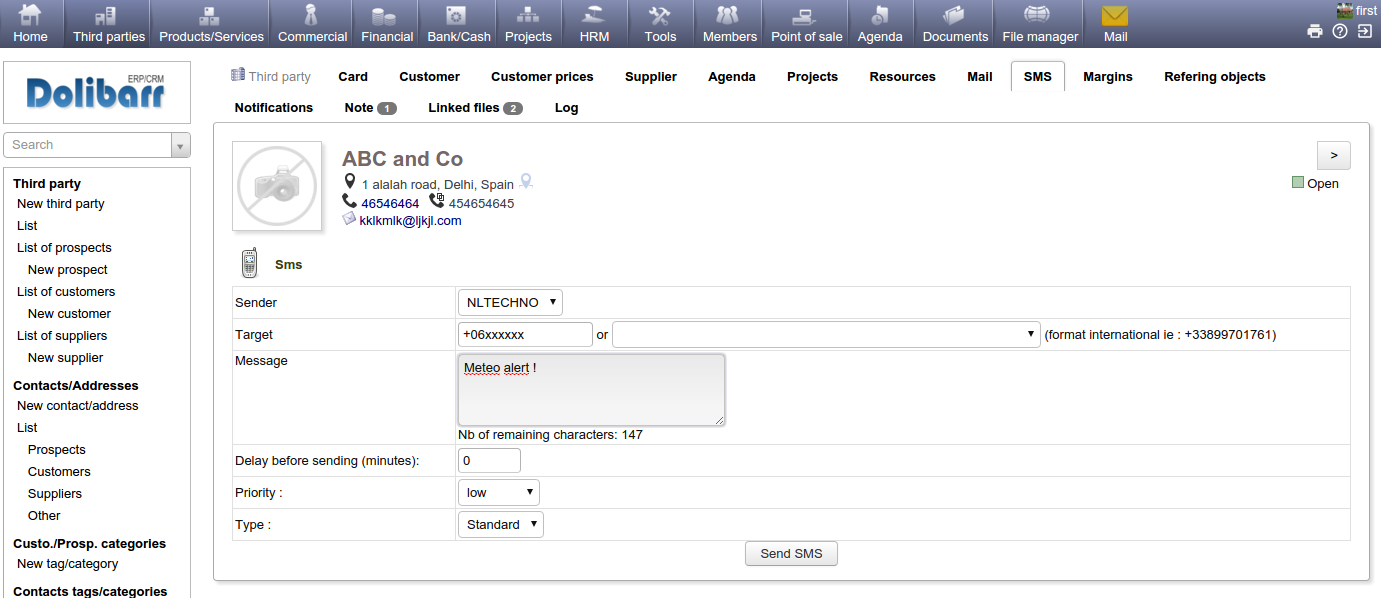 Home Third parties Products/Services Commercial Financial Bank/Cash Projects HRM Tools Members Point of sale Agenda Documents File manager Mail first
Dolibarr ERP/CRM
Search
Third party
New third party
List
List of prospects
New prospect
List of customers
New customer
List of suppliers
New supplier
Contacts/Addresses
New contact/address
List
Prospects
Customers
Suppliers
Other
Custo./Prosp. categories
New tag/category
Contacts tags/categories
Third party Card Customer Customer prices Supplier Agenda Projects Resources Mail SMS Margins Refering objects
Notifications Note 1 Linked files 2 Log
ABC and Co >
1 alalah road, Delhi, Spain Open
46546464 454654645
kklkmlk@ljkjl.com
Sms
Sender NLTECHNO
Target +06xxxxxx or (format international ie : +33899701761)
Message Meteo alert !
Nb of remaining characters: 147
Delay before sending (minutes): 0
Priority : low
Type : Standard
Send SMS